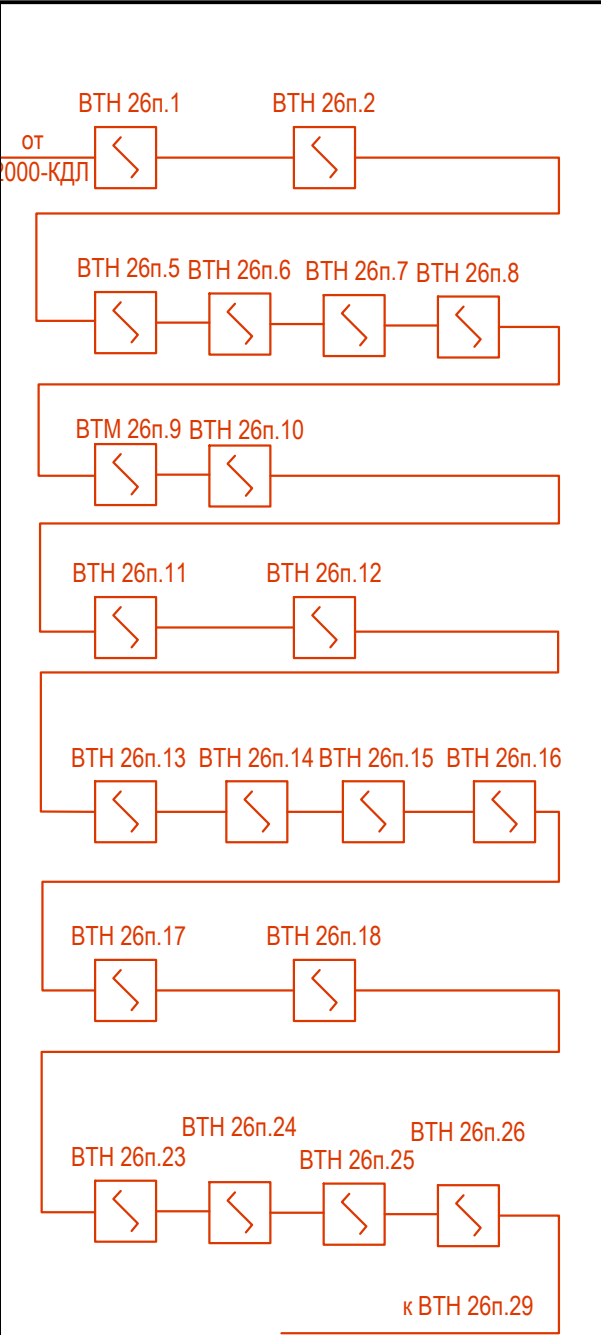 ВТН 26п.1 ВТН 26п.2
от
2000-КДЛ
ВТН 26п.5 ВТН 26п.6 ВТН 26п.7 ВТН 26п.8
ВТМ 26п.9 ВТН 26п.10
ВТН 26п.11 ВТН 26п.12
ВТН 26п.13 ВТН 26п.14 ВТН 26п.15 ВТН 26п.16
ВТН 26п.17 ВТН 26п.18
ВТН 26п.23 ВТН 26п.24 ВТН 26п.25 ВТН 26п.26
к ВТН 26п.29